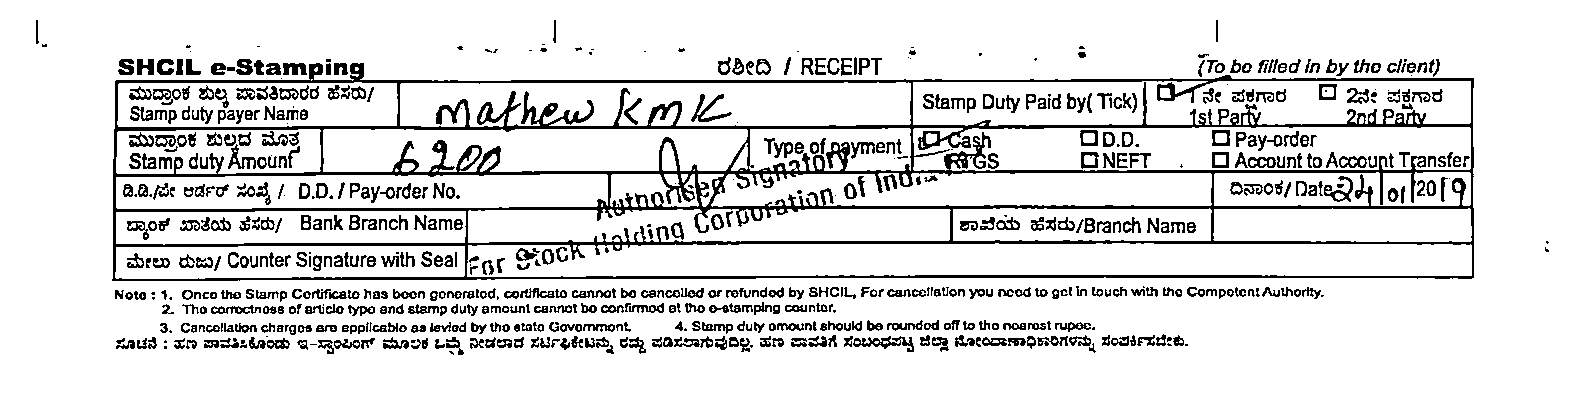 SHCIL e-Stamping ರಶೀದಿ / RECEIPT (To be filled in by the client)
ಮುದ್ರಾಂಕ ಶುಲ್ಕ ಪಾವತಿದಾರರ ಹೆಸರು/
Stamp duty payer Name Mathew KMK Stamp Duty Paid by( Tick) 1 ನೇ ಪಕ್ಷಗಾರ 1st Party 2ನೇ ಪಕ್ಷಗಾರ 2nd Party
ಮುದ್ರಾಂಕ ಶುಲ್ಕದ ಮೊತ್ತ
Stamp duty Amount 6200 Type of payment Cash D.D. Pay-order
RTGS NEFT Account to Account Transfer
ಡಿ.ಡಿ./ಪೇ ಆರ್ಡರ್ ಸಂಖ್ಯೆ / D.D. / Pay-order No. ದಿನಾಂಕ/ Date 24/01/2019
ಬ್ಯಾಂಕ್ ಖಾತೆಯ ಹೆಸರು/ Bank Branch Name ಶಾಖೆಯ ಹೆಸರು/Branch Name
ಮೇಲು ರುಜು/ Counter Signature with Seal
Authorised Signatory
For Stock Holding Corporation of India
Note : 1. Once the Stamp Certificate has been generated, certificate cannot be cancelled or refunded by SHCIL, For cancellation you need to get in touch with the Competent Authority.
2. The correctness of article type and stamp duty amount cannot be confirmed at the e-stamping counter.
3. Cancellation charges are applicable as levied by the state Government. 4. Stamp duty amount should be rounded off to the nearest rupee.
ಸೂಚನೆ : ಹಣ ಪಾವತಿಸಿಕೊಂಡು ಇ-ಸ್ಟಾಂಪಿಂಗ್ ಮೂಲಕ ಒಮ್ಮೆ ನೀಡಲಾದ ಸರ್ಟಿಫಿಕೇಟನ್ನು ರದ್ದು ಪಡಿಸಲಾಗುವುದಿಲ್ಲ. ಹಣ ಪಾವತಿಗೆ ಸಂಬಂಧಪಟ್ಟ ಜಿಲ್ಲಾ ನೋಂದಾಣಾಧಿಕಾರಿಗಳನ್ನು ಸಂಪರ್ಕಿಸಬೇಕು.